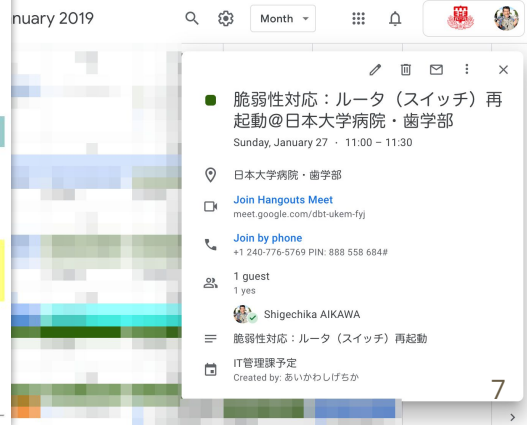 nuary 2019
Month
脆弱性対応：ルータ（スイッチ）再
起動@日本大学病院・歯学部
Sunday, January 27 · 11:00 – 11:30
日本大学病院・歯学部
Join Hangouts Meet
meet.google.com/dbt-ukem-fyj
Join by phone
+1 240-776-5769 PIN: 888 558 684#
1 guest
1 yes
Shigechika AIKAWA
脆弱性対応：ルータ（スイッチ）再起動
IT管理課予定
Created by: あいかわしげちか
7